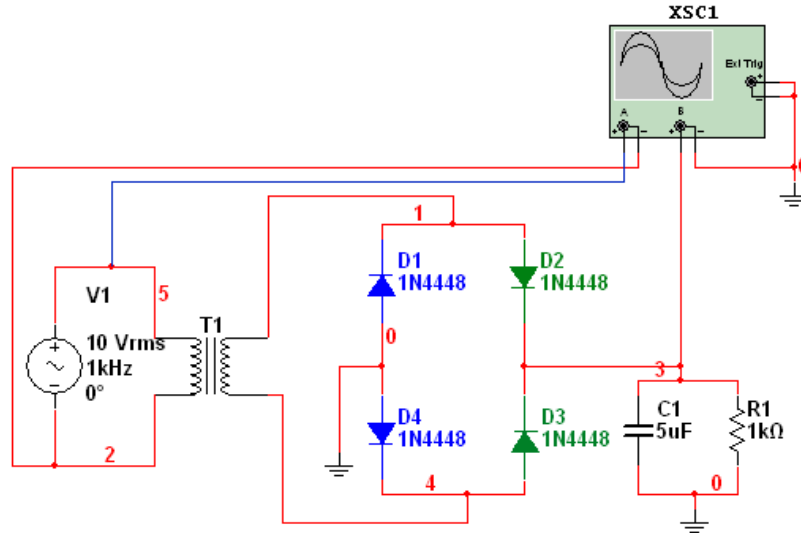 XSC1
Ext Trig
+
-
A
B
+ - + -
1
D1
1N4448
D2
1N4448
5
V1
T1
0
10 Vrms
1kHz
0°
3
D4
1N4448
D3
1N4448
C1
5uF
R1
1kΩ
2
4
0